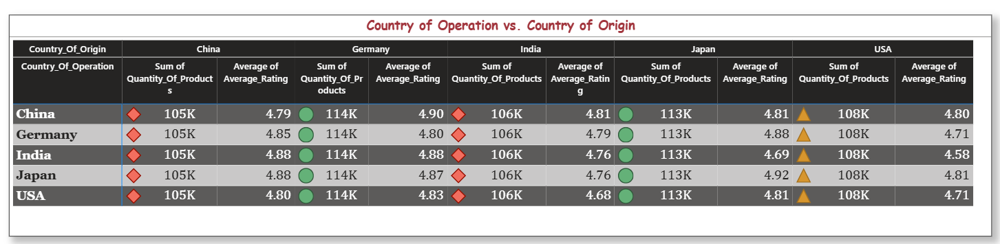 Country of Operation vs. Country of Origin
Country_Of_Origin China Germany India Japan USA
Country_Of_Operation Sum of Quantity_Of_Products Average of Average_Rating Sum of Quantity_Of_Products Average of Average_Rating Sum of Quantity_Of_Products Average of Average_Rating Sum of Quantity_Of_Products Average of Average_Rating Sum of Quantity_Of_Products Average of Average_Rating
China 105K 4.79 114K 4.90 106K 4.81 113K 4.81 108K 4.80
Germany 105K 4.85 114K 4.80 106K 4.79 113K 4.88 108K 4.71
India 105K 4.88 114K 4.88 106K 4.76 113K 4.69 108K 4.58
Japan 105K 4.88 114K 4.87 106K 4.76 113K 4.92 108K 4.81
USA 105K 4.80 114K 4.83 106K 4.68 113K 4.81 108K 4.71